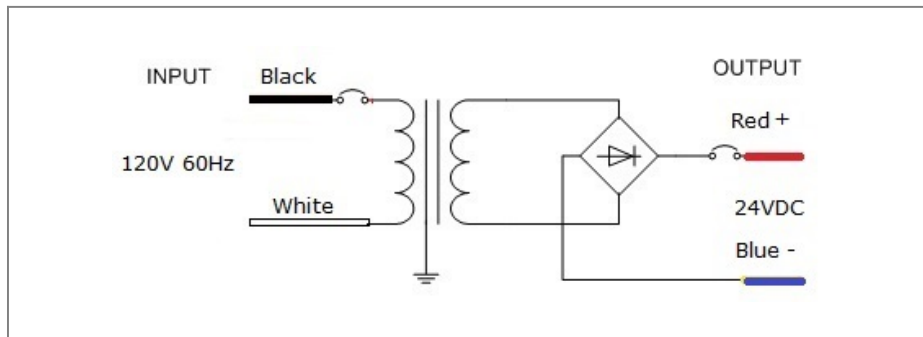 INPUT
Black
OUTPUT
Red +
120V 60Hz
White
24VDC
Blue -